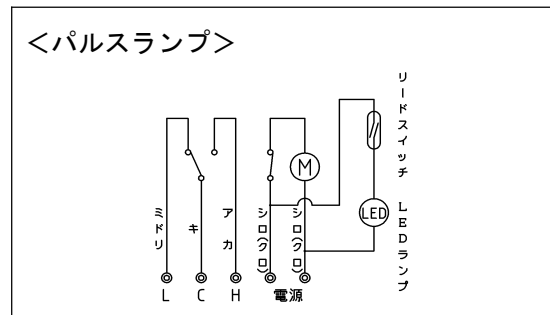 <パルスランプ>
リードスイッチ
M
LED
LEDランプ
ミドリ
キ
アカ
シロ(クロ)
シロ(クロ)
L C H 電源